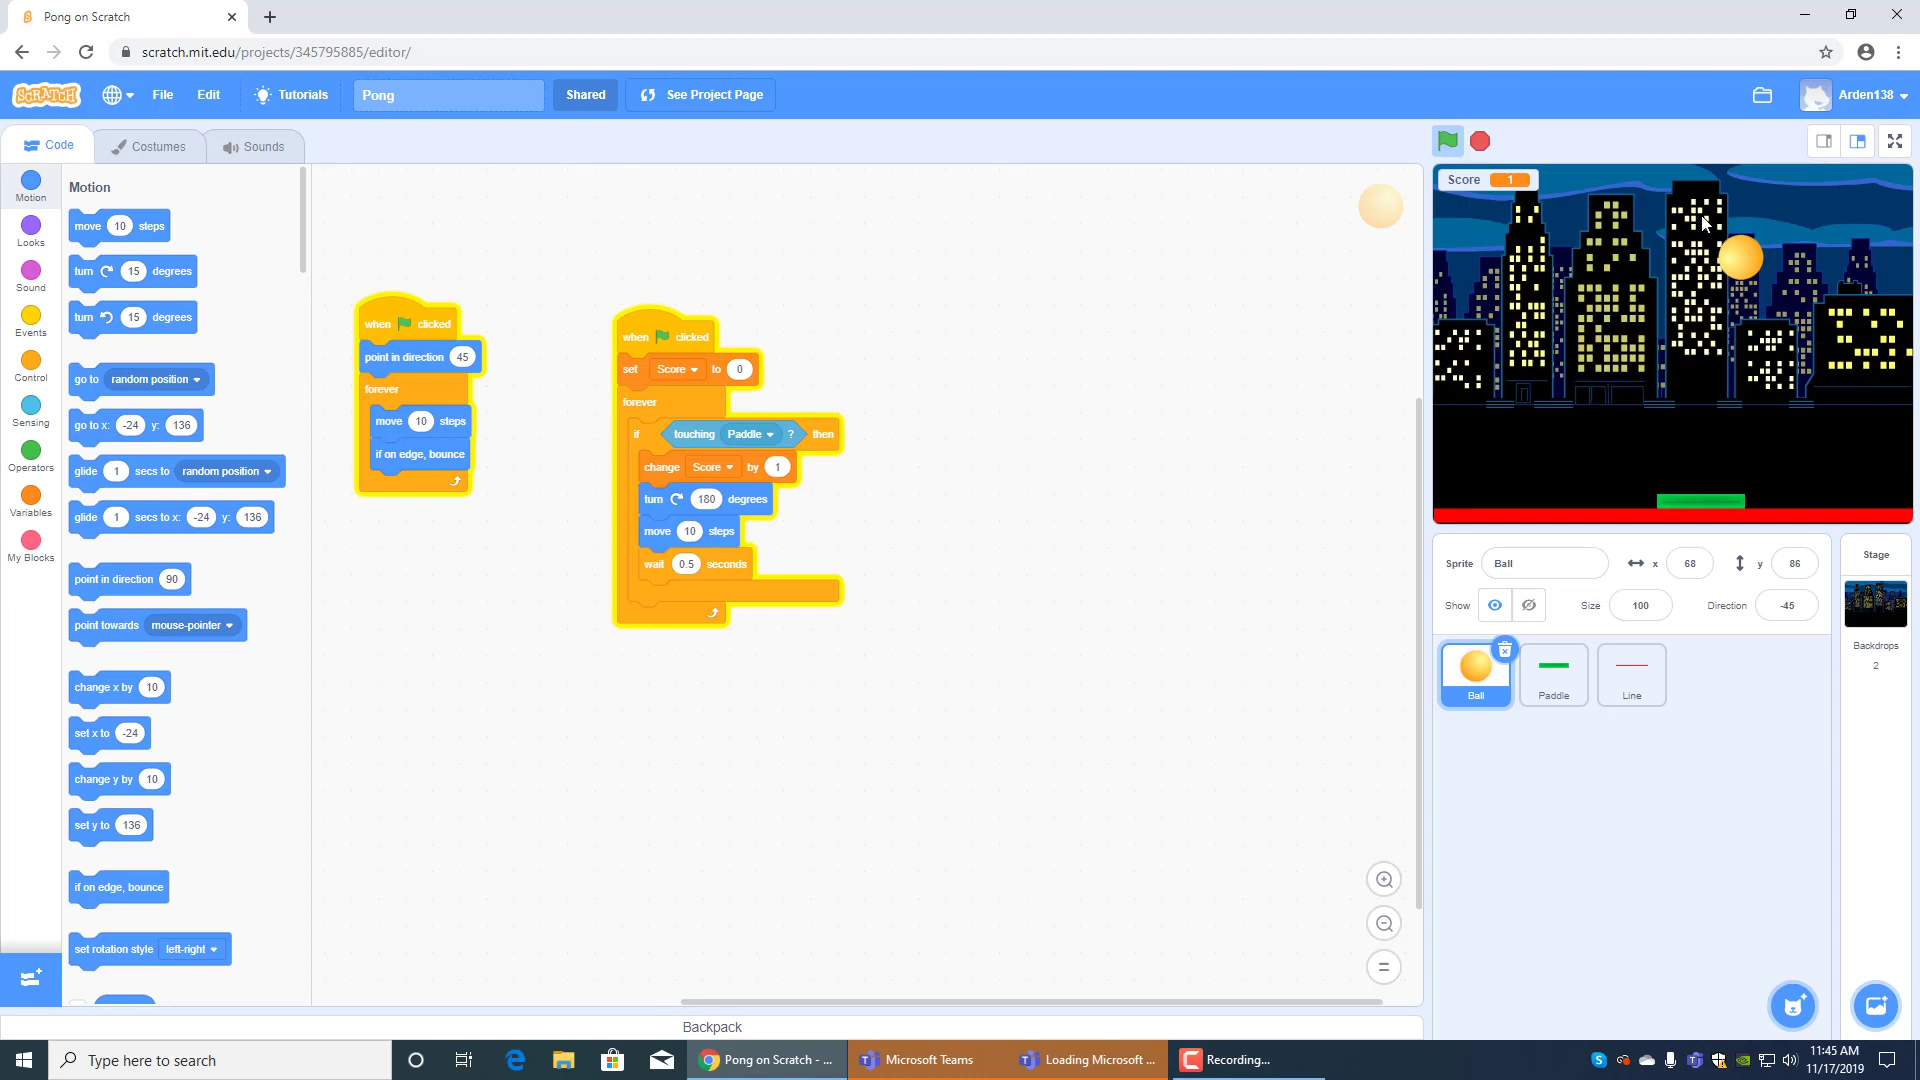 Pong on Scratch
scratch.mit.edu/projects/345795885/editor/
SCRATCH
File
Edit
Tutorials
Pong
Shared
See Project Page
Arden138
Code
Costumes
Sounds
Motion
Looks
Sound
Events
Control
Sensing
Operators
Variables
My Blocks
Motion
move 10 steps
turn 15 degrees
turn 15 degrees
go to random position
go to x: -24 y: 136
glide 1 secs to random position
glide 1 secs to x: -24 y: 136
point in direction 90
point towards mouse-pointer
change x by 10
set x to -24
change y by 10
set y to 136
if on edge, bounce
set rotation style left-right
when clicked
point in direction 45
forever
move 10 steps
if on edge, bounce
when clicked
set Score to 0
forever
if touching Paddle ? then
change Score by 1
turn 180 degrees
move 10 steps
wait 0.5 seconds
Score 1
Sprite Ball x 68 y 86
Show Size 100 Direction -45
Ball
Paddle
Line
Stage
Backdrops
2
Backpack
Type here to search
Pong on Scratch - ...
Microsoft Teams
Loading Microsoft ...
Recording...
11:45 AM
11/17/2019